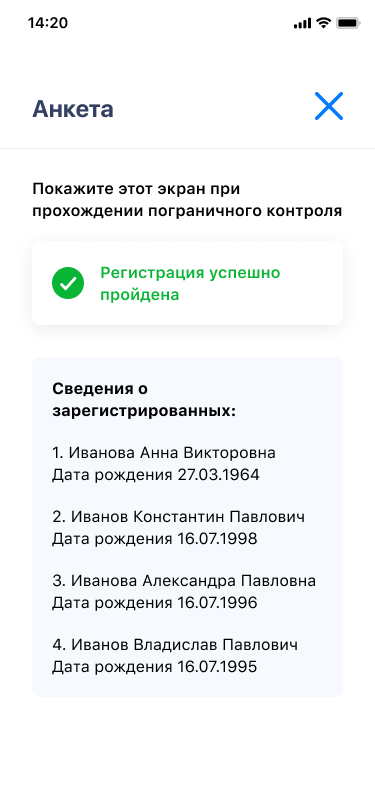 14:20
Анкета
Покажите этот экран при
прохождении пограничного контроля
Регистрация успешно
пройдена
Сведения о
зарегистрированных:
1. Иванова Анна Викторовна
Дата рождения 27.03.1964
2. Иванов Константин Павлович
Дата рождения 16.07.1998
3. Иванова Александра Павловна
Дата рождения 16.07.1996
4. Иванов Владислав Павлович
Дата рождения 16.07.1995